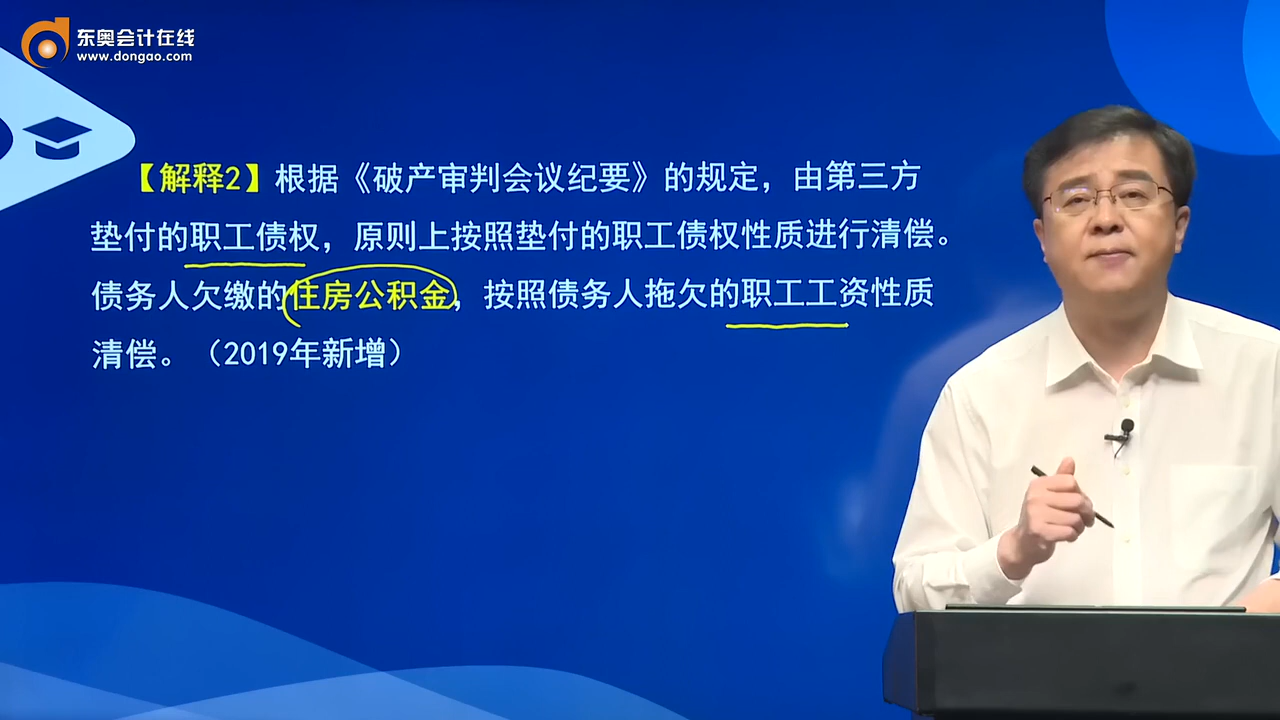 东奥会计在线
www.dongao.com
【解释2】根据《破产审判会议纪要》的规定，由第三方
垫付的职工债权，原则上按照垫付的职工债权性质进行清偿。
债务人欠缴的住房公积金，按照债务人拖欠的职工工资性质
清偿。（2019年新增）